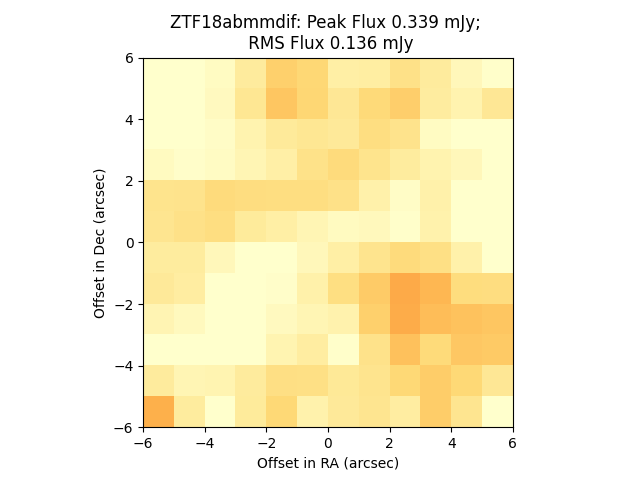 ZTF18abmmdif: Peak Flux 0.339 mJy;
RMS Flux 0.136 mJy
6
4
2
0
−2
−4
−6
Offset in Dec (arcsec)
−6 −4 −2 0 2 4 6
Offset in RA (arcsec)